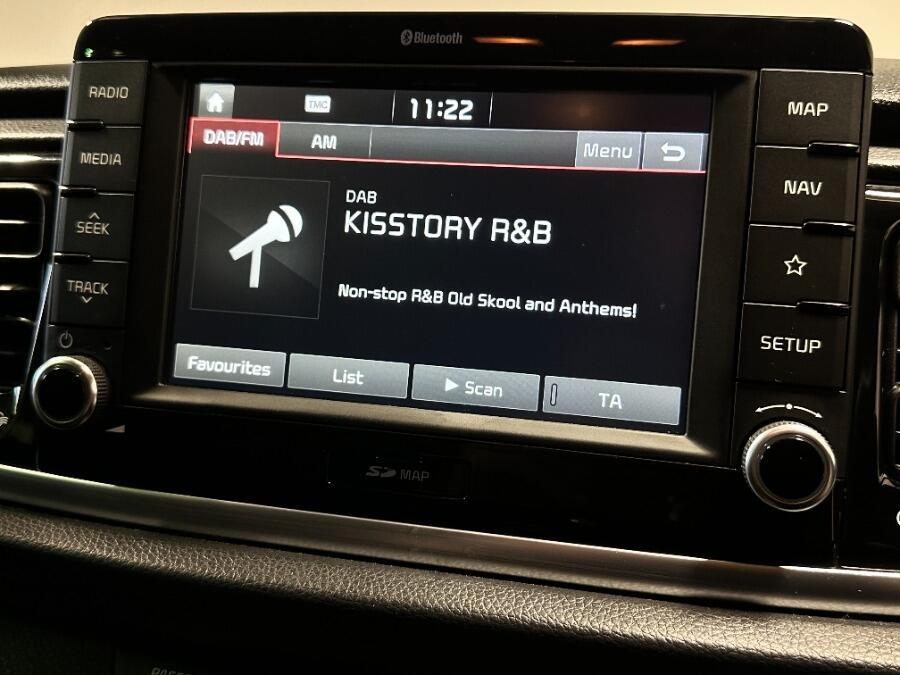 Bluetooth
RADIO
MEDIA
SEEK
TRACK
TMC
11:22
DAB/FM
AM
Menu
DAB
KISSTORY R&B
Non-stop R&B Old Skool and Anthems!
Favourites
List
Scan
TA
MAP
NAV
SETUP
SD MAP